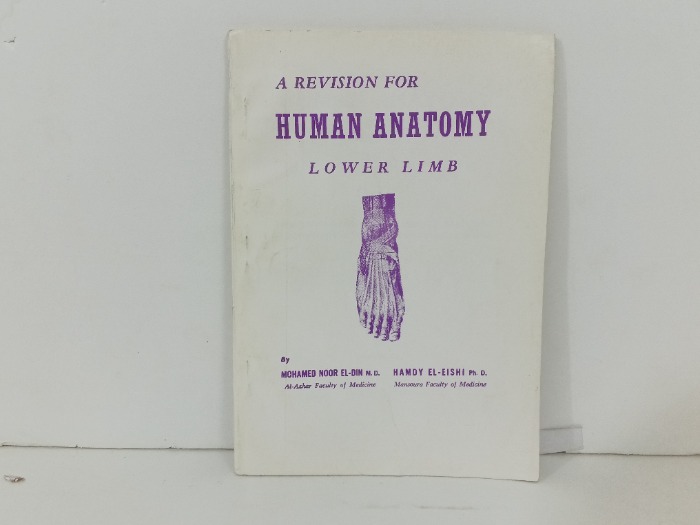 A REVISION FOR
HUMAN ANATOMY
LOWER LIMB
By
MOHAMED NOOR EL-DIN M.D. HAMDY EL-EISHI Ph. D.
Al-Azhar Faculty of Medicine Mansoura Faculty of Medicine